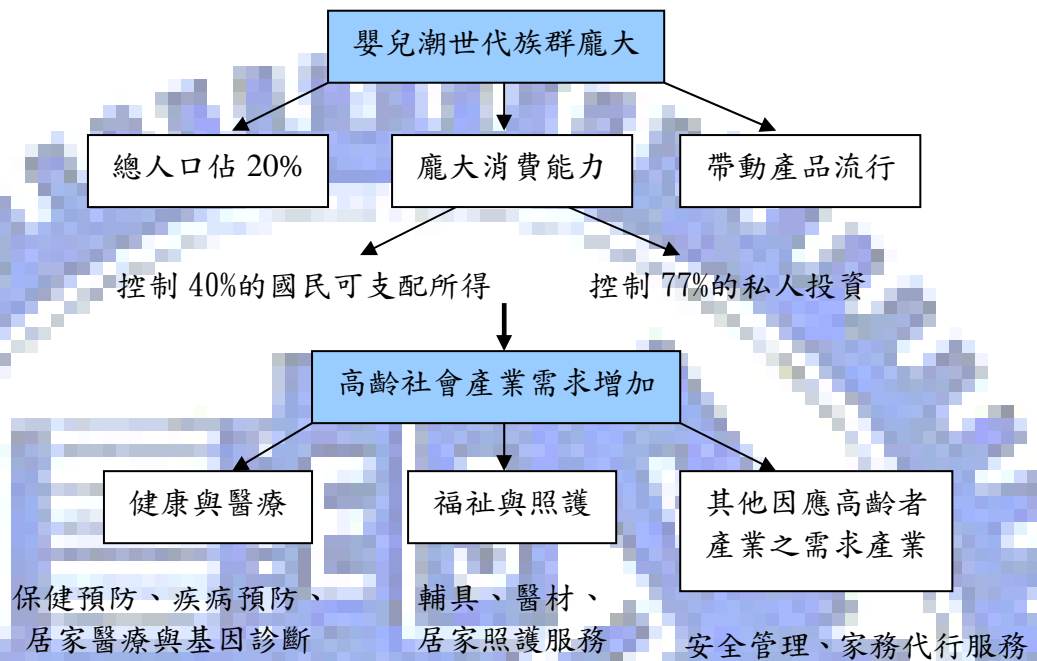 嬰兒潮世代族群龐大
總人口佔 20%
龐大消費能力
帶動產品流行
控制 40%的國民可支配所得
控制 77%的私人投資
高齡社會產業需求增加
健康與醫療
福祉與照護
其他因應高齡者
產業之需求產業
保健預防、疾病預防、
居家醫療與基因診斷
輔具、醫材、
居家照護服務
安全管理、家務代行服務